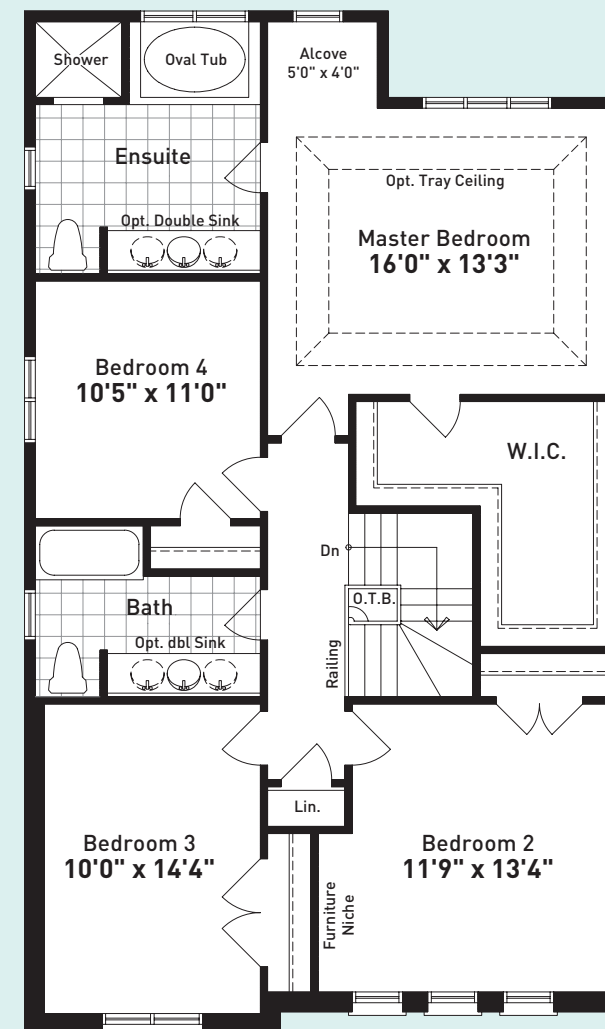 Shower
Oval Tub
Alcove
5'0" x 4'0"
Ensuite
Opt. Tray Ceiling
Opt. Double Sink
Master Bedroom
16'0" x 13'3"
Bedroom 4
10'5" x 11'0"
W.I.C.
Dn
O.T.B.
Bath
Opt. dbl Sink
Railing
Lin.
Bedroom 3
10'0" x 14'4"
Bedroom 2
11'9" x 13'4"
Furniture
Niche